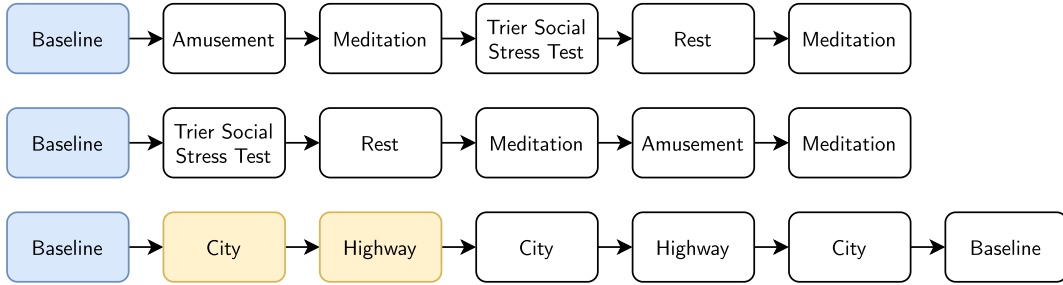 Baseline
Amusement
Meditation
Trier Social
Stress Test
Rest
Meditation
Baseline
Trier Social
Stress Test
Rest
Meditation
Amusement
Meditation
Baseline
City
Highway
City
Highway
City
Baseline